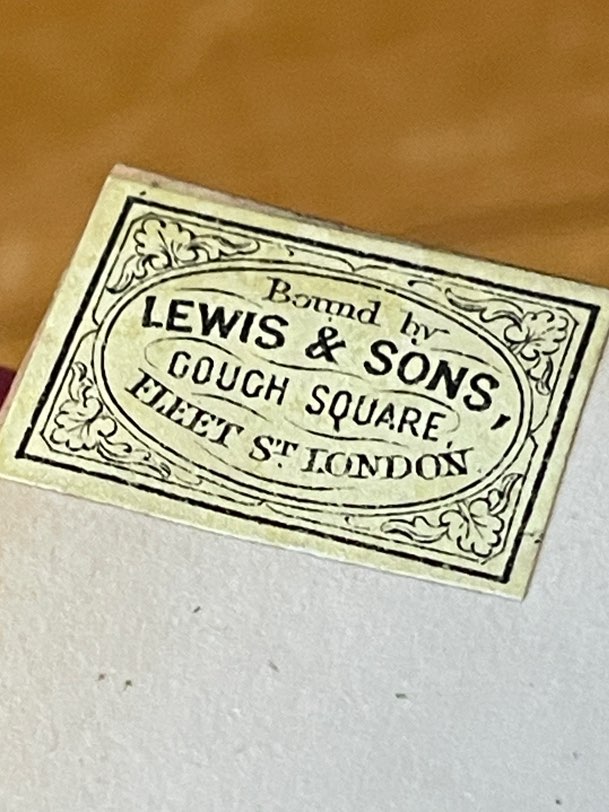 Bound by
LEWIS & SONS,
GOUGH SQUARE,
FLEET ST LONDON